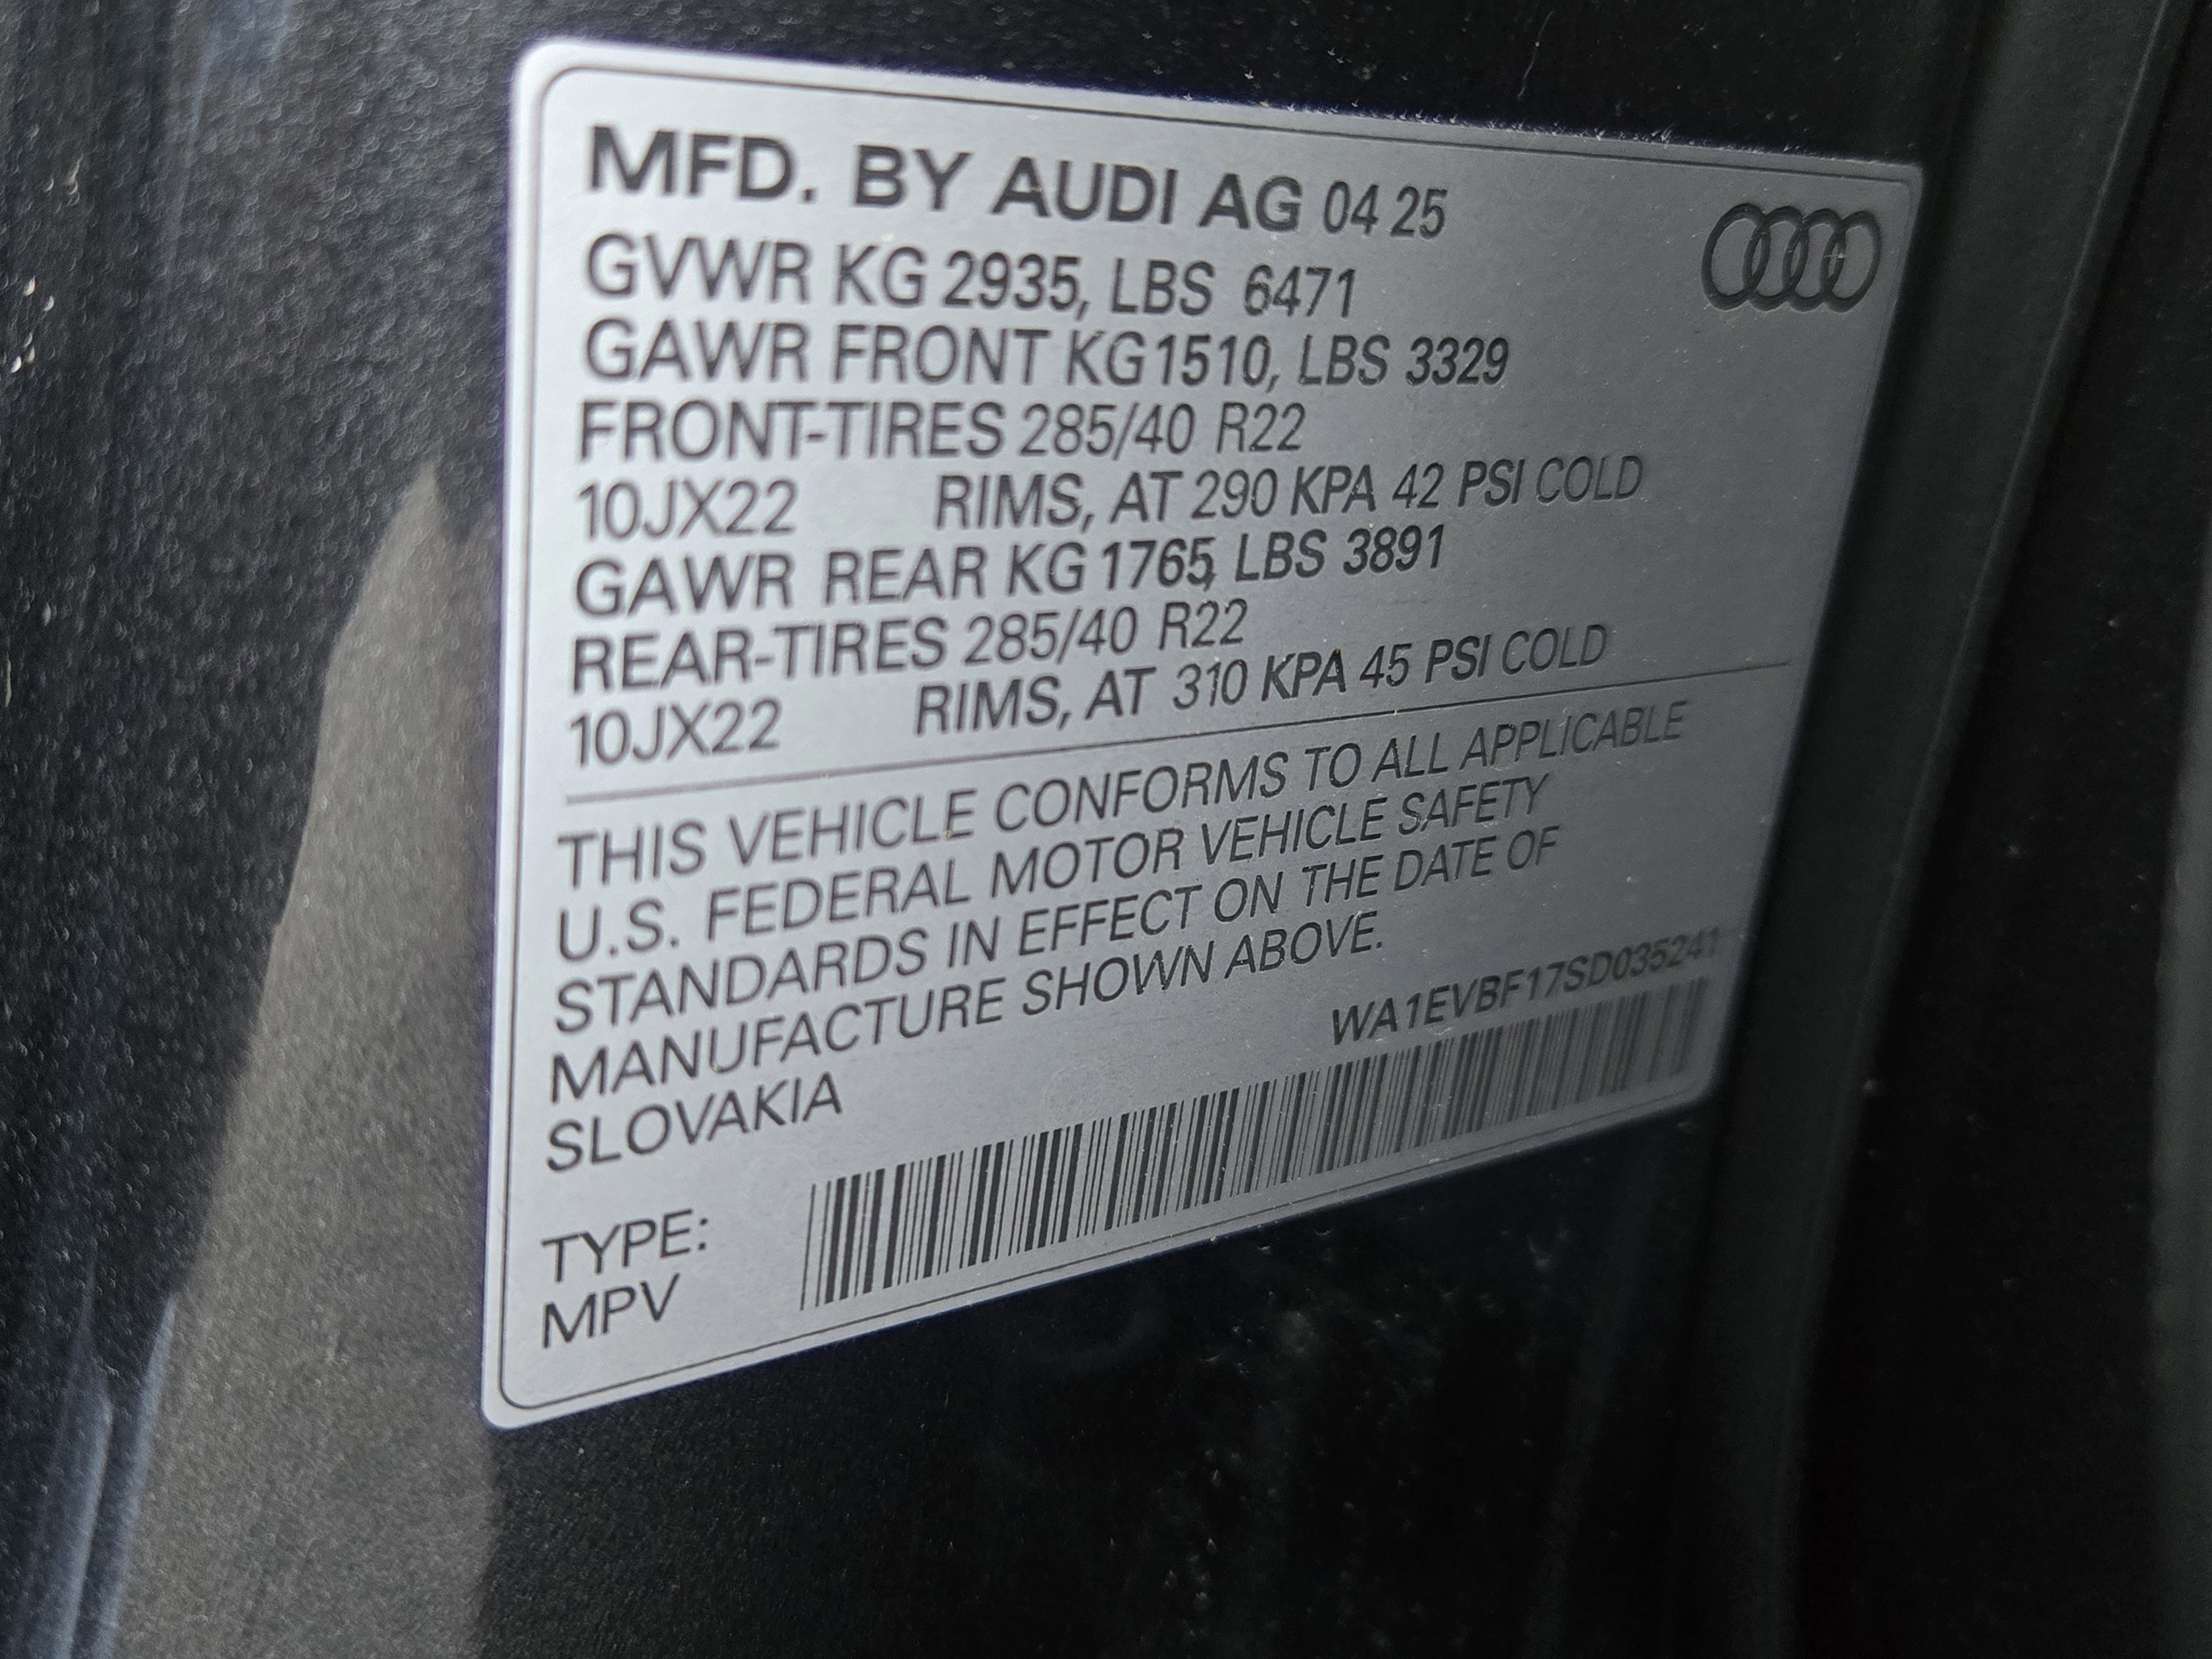 MFD. BY AUDI AG 04 25
GVWR KG 2935, LBS 6471
GAWR FRONT KG 1510, LBS 3329
FRONT-TIRES 285/40 R22
10JX22 RIMS, AT 290 KPA 42 PSI COLD
GAWR REAR KG 1765, LBS 3891
REAR-TIRES 285/40 R22
10JX22 RIMS, AT 310 KPA 45 PSI COLD
THIS VEHICLE CONFORMS TO ALL APPLICABLE
U.S. FEDERAL MOTOR VEHICLE SAFETY
STANDARDS IN EFFECT ON THE DATE OF
MANUFACTURE SHOWN ABOVE.
SLOVAKIA
WA1EVBF17SD035241
TYPE:
MPV